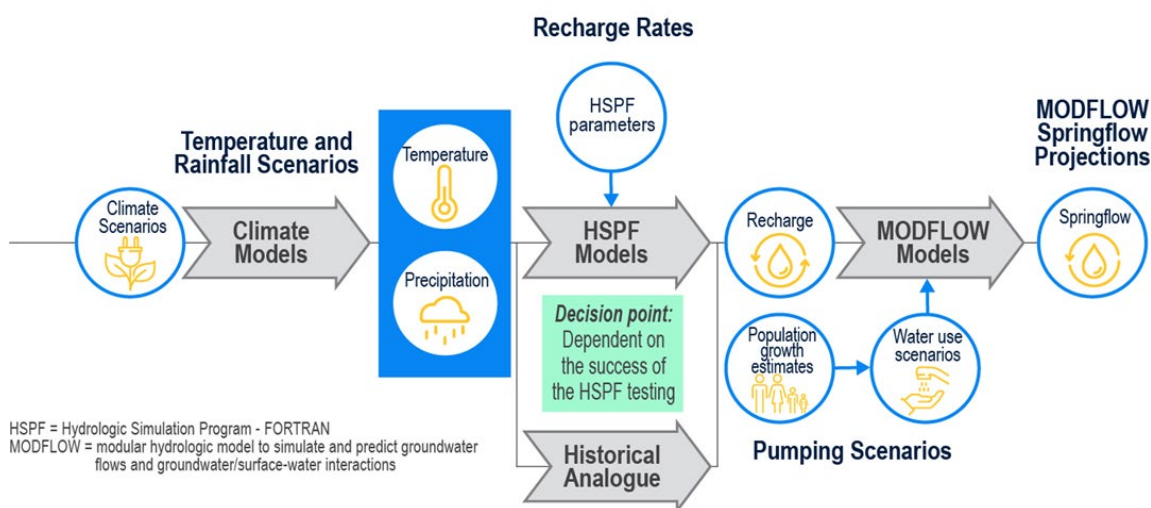 Recharge Rates
HSPF
parameters
Temperature and
Rainfall Scenarios
MODFLOW
Springflow
Projections
Climate
Scenarios
Climate
Models
Temperature
Precipitation
HSPF
Models
Recharge
MODFLOW
Models
Springflow
Decision point:
Dependent on
the success of
the HSPF testing
Population
growth
estimates
Water use
scenarios
Pumping Scenarios
Historical
Analogue
HSPF = Hydrologic Simulation Program - FORTRAN
MODFLOW = modular hydrologic model to simulate and predict groundwater
flows and groundwater/surface-water interactions